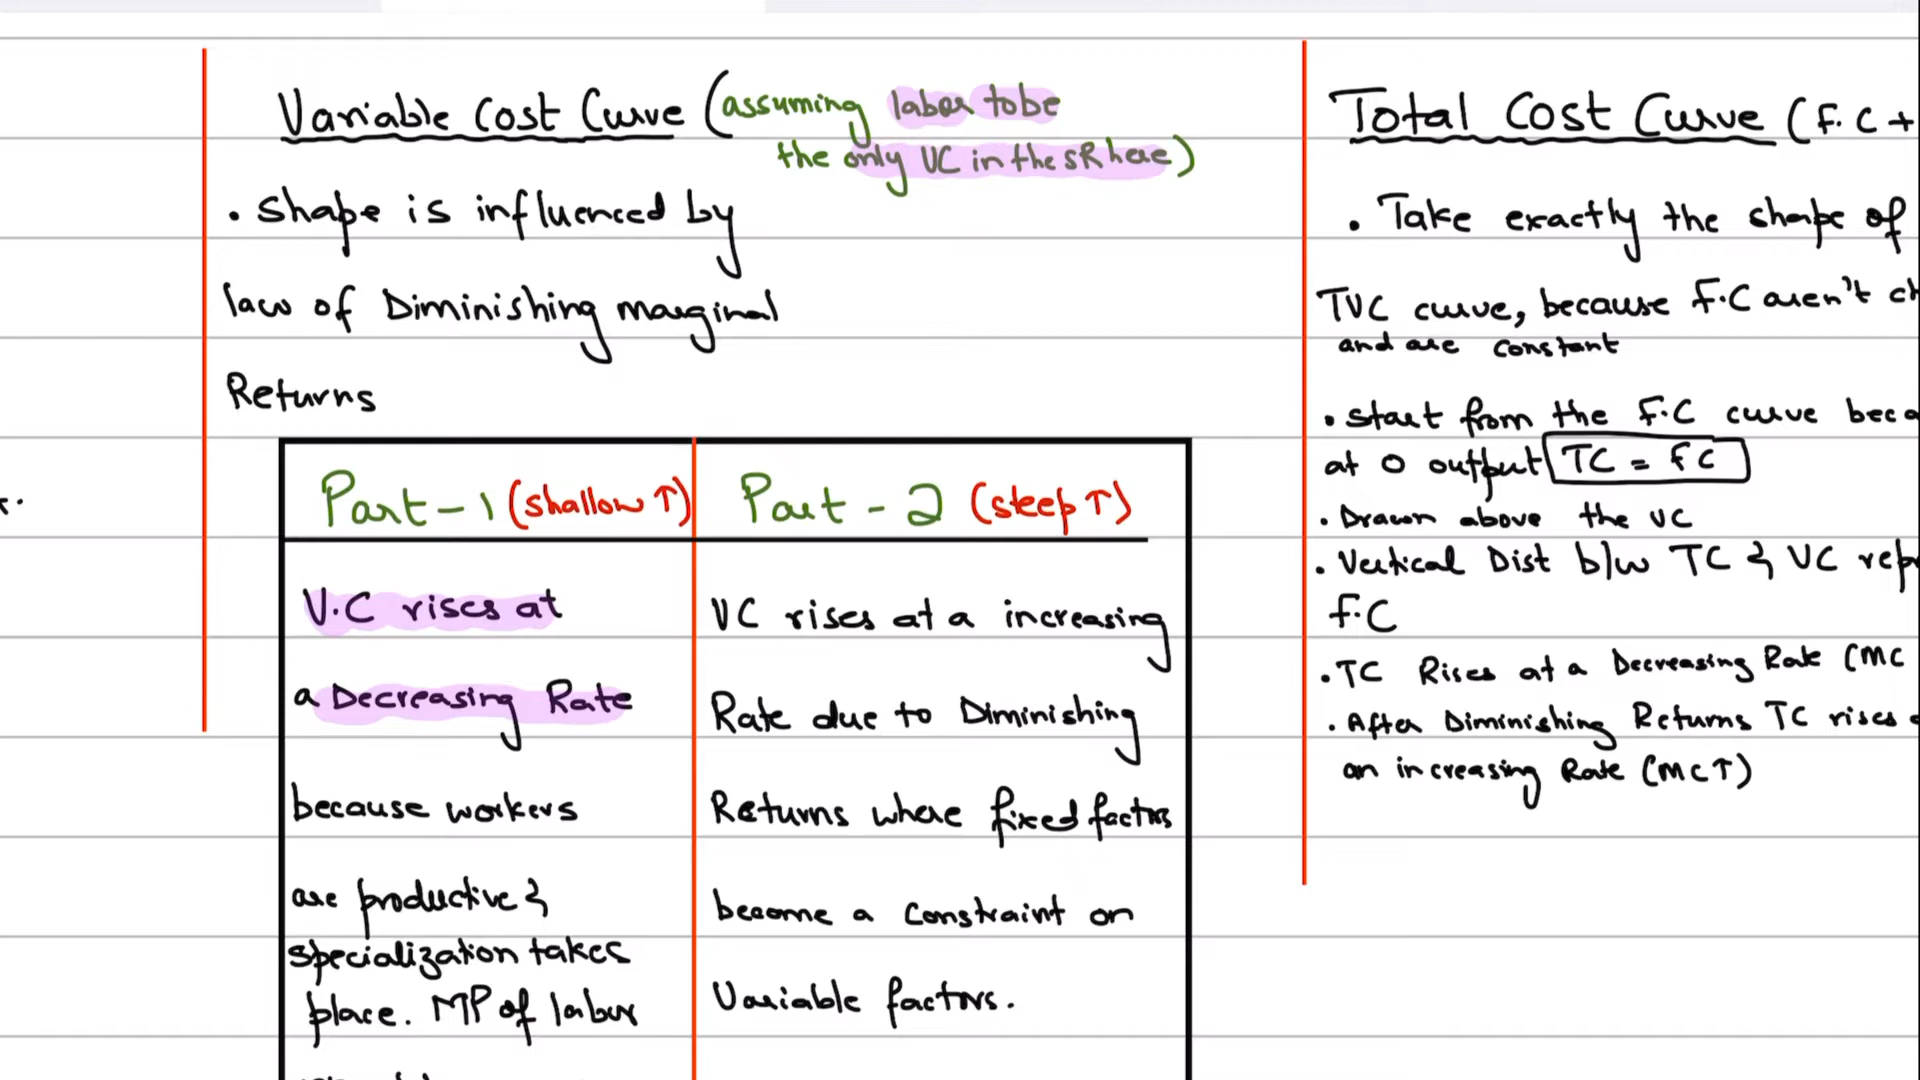 Variable Cost Curve (assuming labor to be
the only VC in the SR here)
• Shape is influenced by
law of Diminishing marginal
Returns
Part-1 (shallow ↑)
V.C rises at
a Decreasing Rate
because workers
are productive &
specialization takes
place. MP of labor
Part - 2 (steep ↑)
VC rises at a increasing
Rate due to Diminishing
Returns where fixed factors
become a constraint on
Variable factors.
Total Cost Curve (F.C +
• Take exactly the shape of
TVC curve, because F.C aren't
and are constant
• Start from the F.C curve
at 0 output TC = FC
• Drawn above the VC
• Vertical Dist b/w TC & VC
F.C
• TC Rises at a Decreasing Rate (MC
• After Diminishing Returns TC rises
an increasing Rate (MC↑)